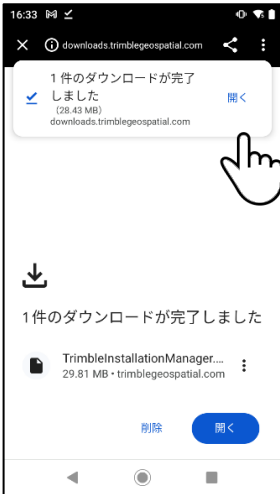 16:33
downloads.trimblegeospatial.com
1 件のダウンロードが完了
しました
(28.43 MB)
downloads.trimblegeospatial.com
開く
1件のダウンロードが完了しました
TrimbleInstallationManager....
29.81 MB • trimblegeospatial.com
削除
開く